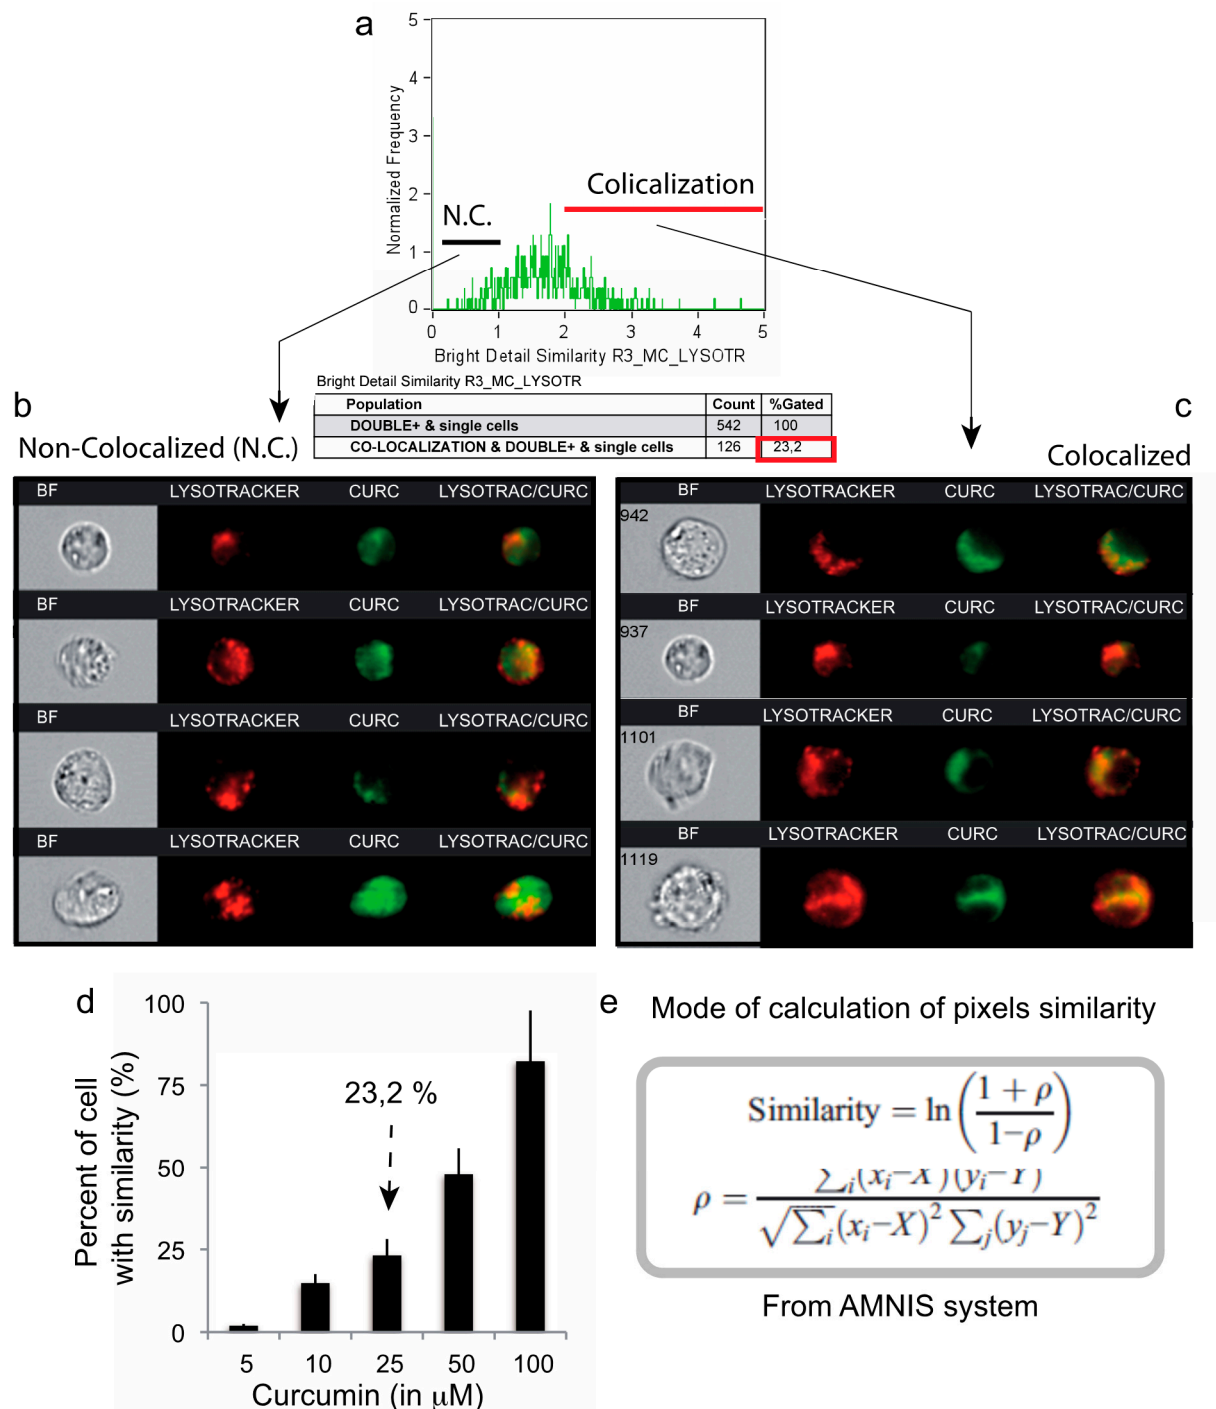 a
5
4
3
2
1
0
Normalized Frequency
N.C.
Colicalization
0 1 2 3 4 5
Bright Detail Similarity R3_MC_LYSOTR
Bright Detail Similarity R3_MC_LYSOTR
Population Count %Gated
DOUBLE+ & single cells 542 100
CO-LOCALIZATION & DOUBLE+ & single cells 126 23,2
b
Non-Colocalized (N.C.)
BF LYSOTRACKER CURC LYSOTRAC/CURC
BF LYSOTRACKER CURC LYSOTRAC/CURC
BF LYSOTRACKER CURC LYSOTRAC/CURC
BF LYSOTRACKER CURC LYSOTRAC/CURC
c
Colocalized
BF LYSOTRACKER CURC LYSOTRAC/CURC
942
BF LYSOTRACKER CURC LYSOTRAC/CURC
937
BF LYSOTRACKER CURC LYSOTRAC/CURC
1101
BF LYSOTRACKER CURC LYSOTRAC/CURC
1119
d
100
75
50
25
0
Percent of cell
with similarity (%)
23,2 %
5 10 25 50 100
Curcumin (in µM)
e
Mode of calculation of pixels similarity
Similarity = ln((1 + ρ)/(1−ρ))
ρ = ∑i(xi−X)(yi−Y) / √∑i(xi−X)² ∑j(yj−Y)²
From AMNIS system